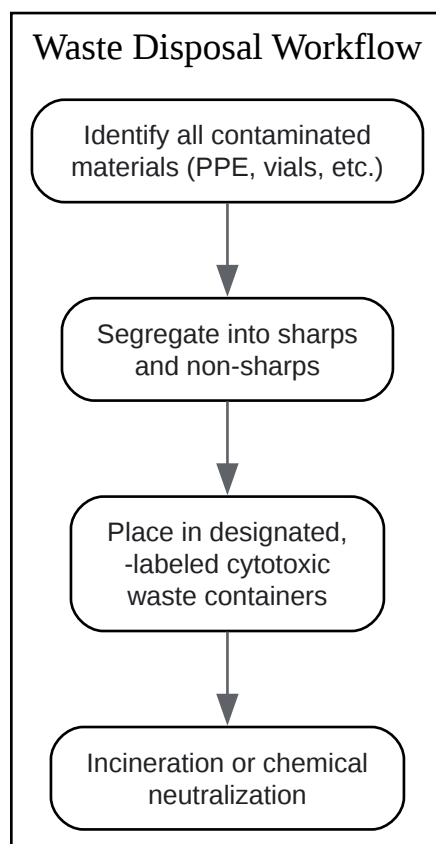 Waste Disposal Workflow
Identify all contaminated
materials (PPE, vials, etc.)
Segregate into sharps
and non-sharps
Place in designated,
-labeled cytotoxic
waste containers
Incineration or chemical
neutralization